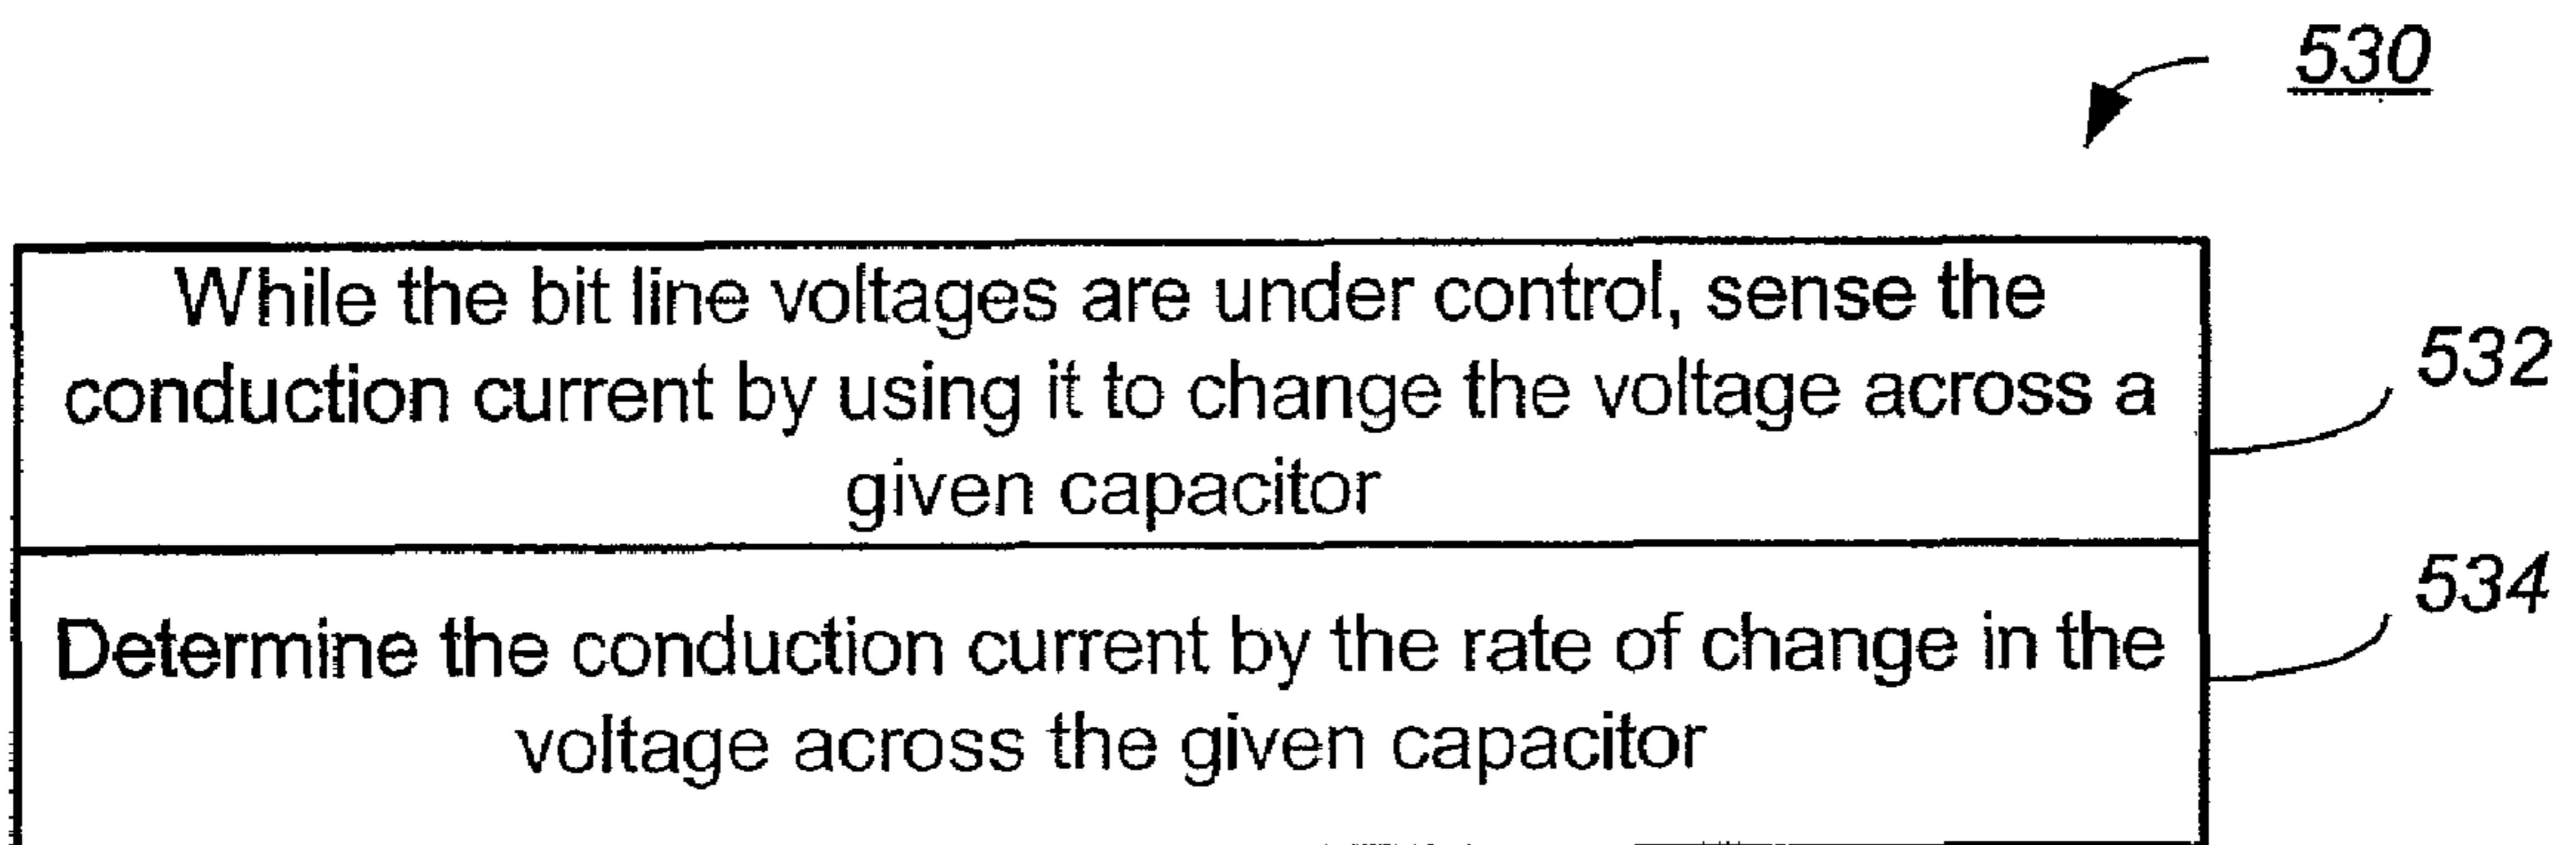 530
While the bit line voltages are under control, sense the
conduction current by using it to change the voltage across a
given capacitor
532
Determine the conduction current by the rate of change in the
voltage across the given capacitor
534